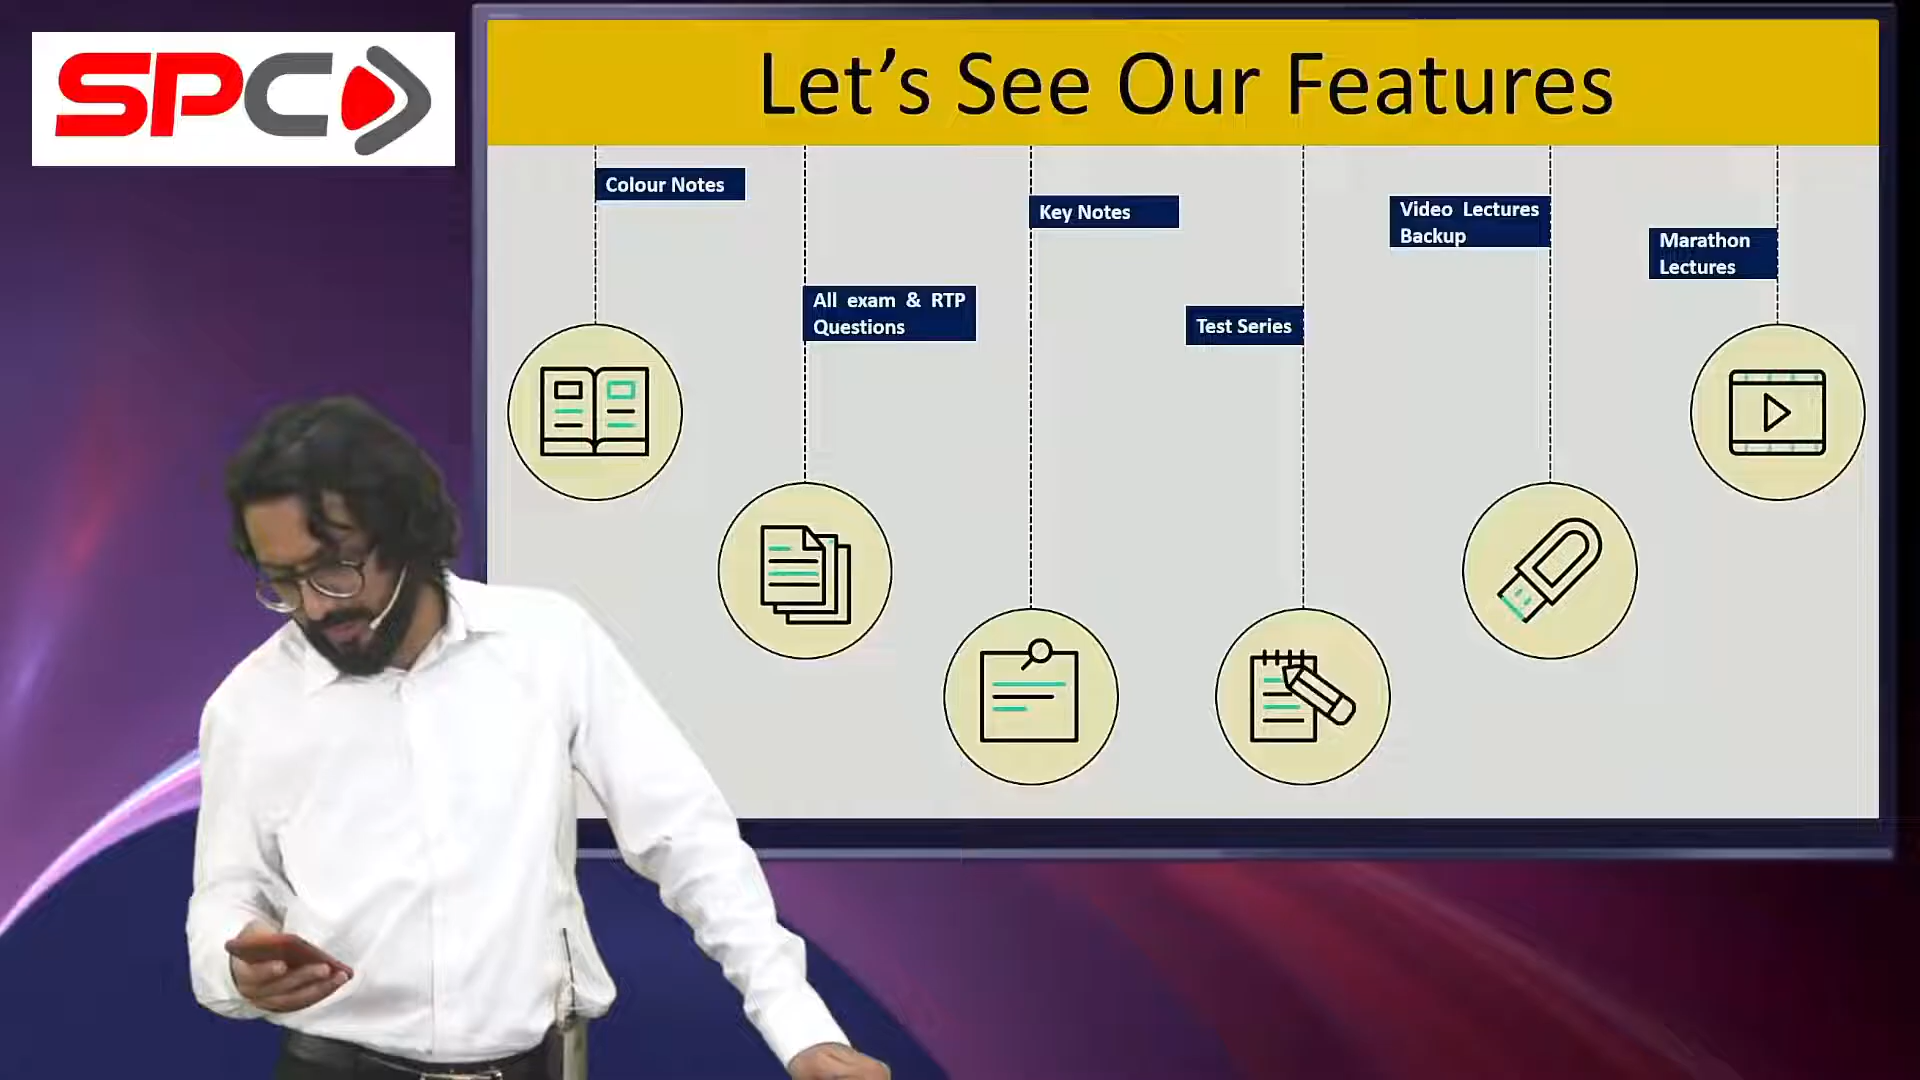 SPC
Let's See Our Features
Colour Notes
All exam & RTP
Questions
Key Notes
Test Series
Video Lectures
Backup
Marathon
Lectures